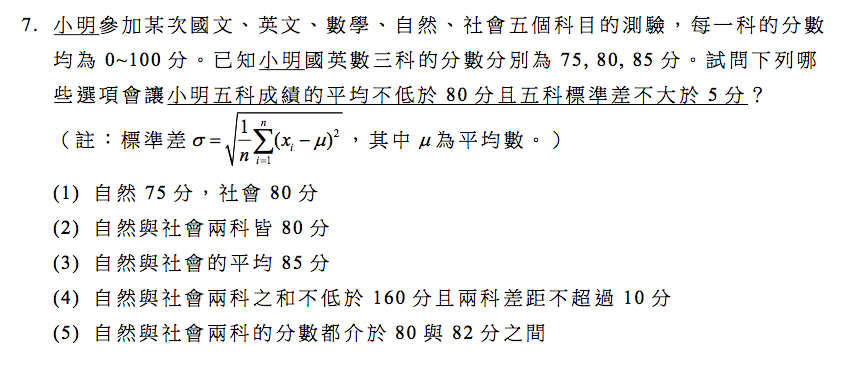 7. 小明參加某次國文、英文、數學、自然、社會五個科目的測驗，每一科的分數
均為 0~100 分。已知小明國英數三科的分數分別為 75, 80, 85 分。試問下列哪
些選項會讓小明五科成績的平均不低於 80 分且五科標準差不大於 5 分？
（註：標準差 σ = √(1/n ∑_{i=1}^{n} (x_i − μ)²)，其中 μ 為平均數。）
(1) 自然 75 分，社會 80 分
(2) 自然與社會兩科皆 80 分
(3) 自然與社會的平均 85 分
(4) 自然與社會兩科之和不低於 160 分且兩科差距不超過 10 分
(5) 自然與社會兩科的分數都介於 80 與 82 分之間